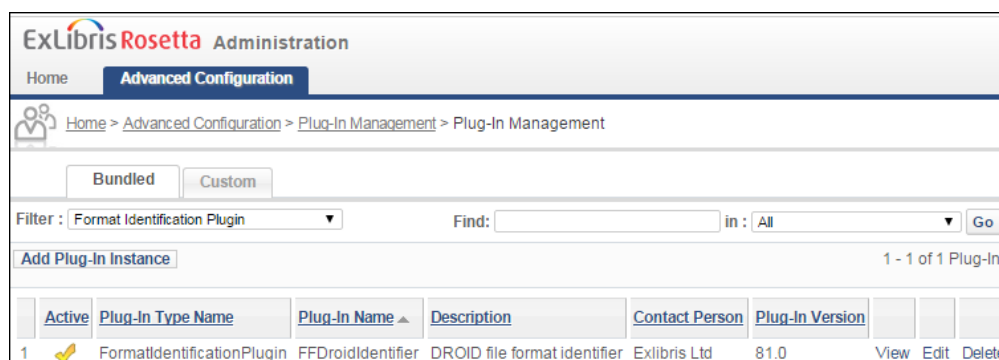 ExLibris Rosetta Administration
Home Advanced Configuration
Home > Advanced Configuration > Plug-In Management > Plug-In Management
Bundled Custom
Filter : Format Identification Plugin Find: in : All Go
Add Plug-In Instance 1 - 1 of 1 Plug-In
Active Plug-In Type Name Plug-In Name Description Contact Person Plug-In Version
1 FormatIdentificationPlugin FFDroidIdentifier DROID file format identifier Exlibris Ltd 81.0 View Edit Delete